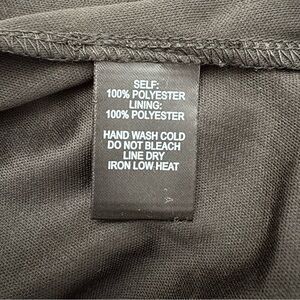 SELF:
100% POLYESTER
LINING:
100% POLYESTER
HAND WASH COLD
DO NOT BLEACH
LINE DRY
IRON LOW HEAT
A